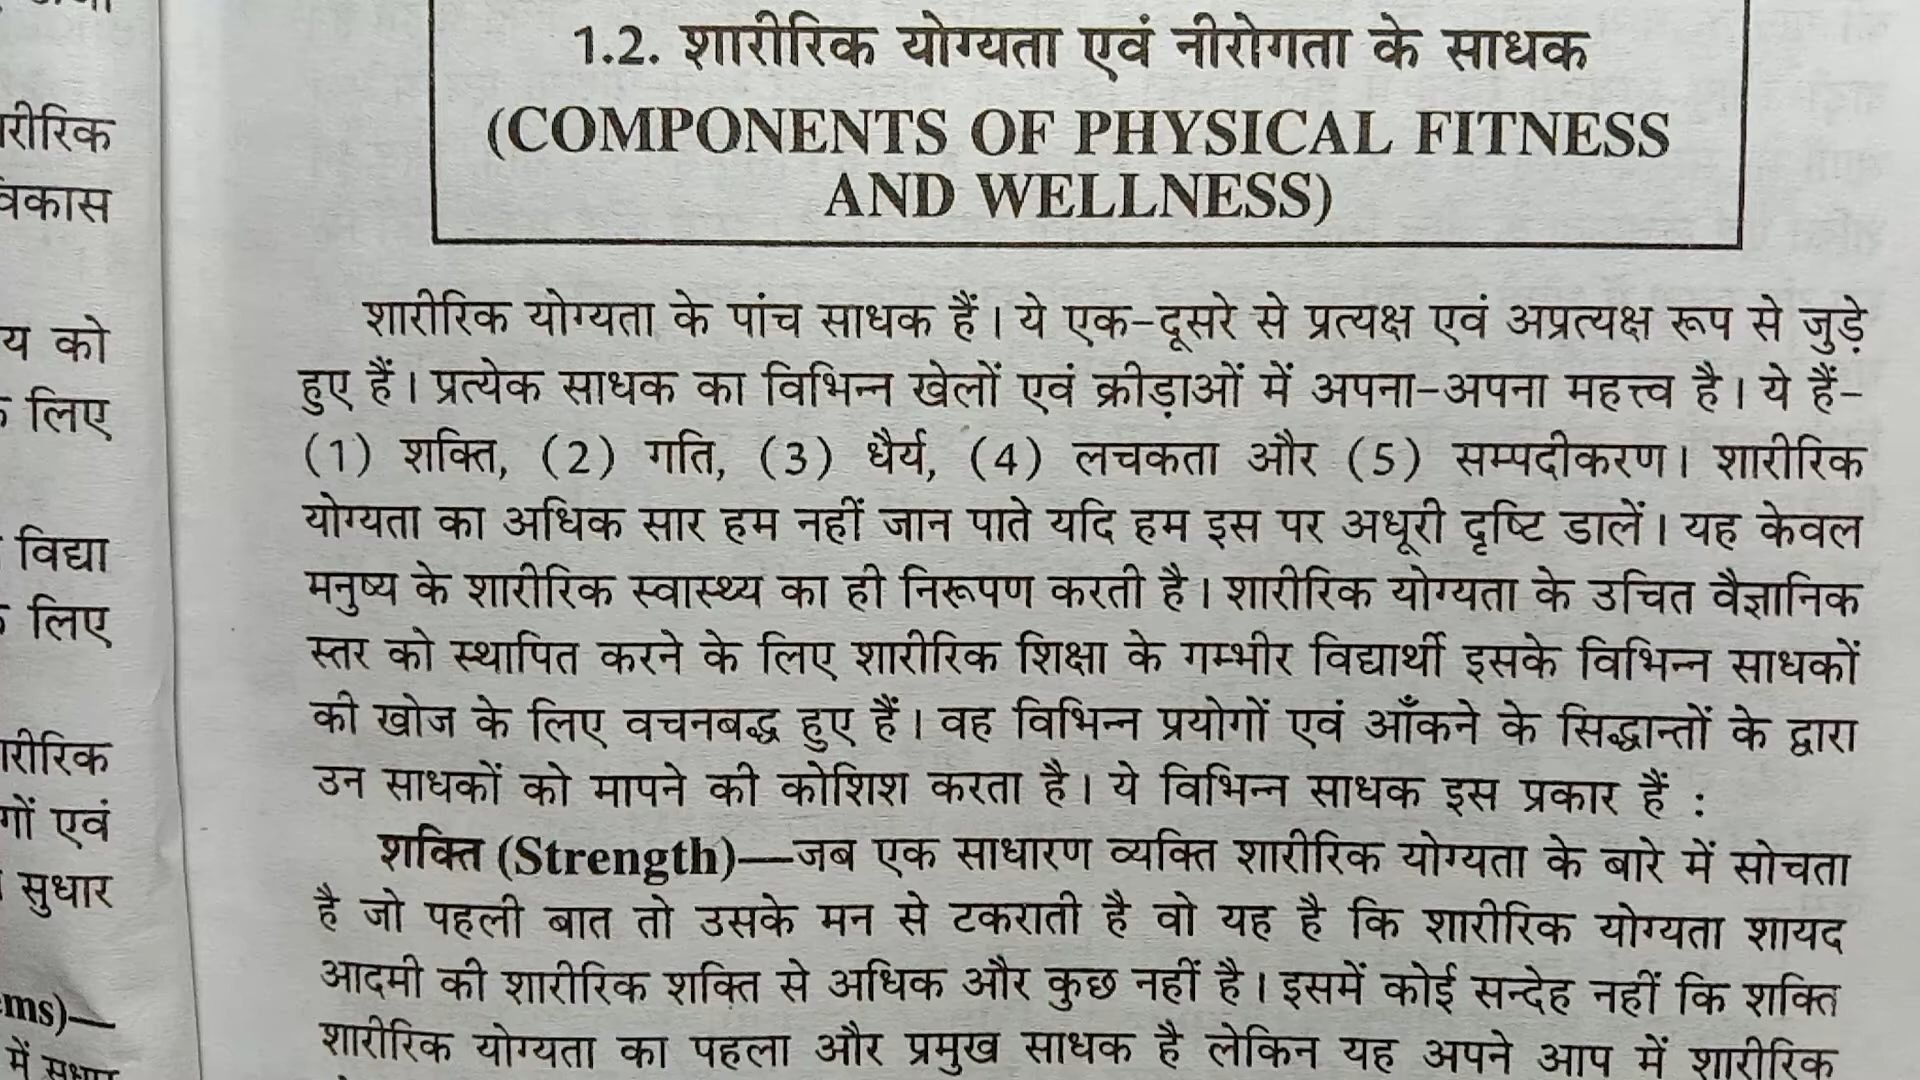 रीरिक
वकास
य को
लिए
विद्या
लिए
रीरिक
गों एवं
सुधार
ms)—
में सुधार
1.2. शारीरिक योग्यता एवं नीरोगता के साधक
(COMPONENTS OF PHYSICAL FITNESS
AND WELLNESS)
शारीरिक योग्यता के पांच साधक हैं। ये एक-दूसरे से प्रत्यक्ष एवं अप्रत्यक्ष रूप से जुड़े
हुए हैं। प्रत्येक साधक का विभिन्न खेलों एवं क्रीड़ाओं में अपना-अपना महत्त्व है। ये हैं-
(1) शक्ति, (2) गति, (3) धैर्य, (4) लचकता और (5) सम्पदीकरण। शारीरिक
योग्यता का अधिक सार हम नहीं जान पाते यदि हम इस पर अधूरी दृष्टि डालें। यह केवल
मनुष्य के शारीरिक स्वास्थ्य का ही निरूपण करती है। शारीरिक योग्यता के उचित वैज्ञानिक
स्तर को स्थापित करने के लिए शारीरिक शिक्षा के गम्भीर विद्यार्थी इसके विभिन्न साधकों
की खोज के लिए वचनबद्ध हुए हैं। वह विभिन्न प्रयोगों एवं आँकने के सिद्धान्तों के द्वारा
उन साधकों को मापने की कोशिश करता है। ये विभिन्न साधक इस प्रकार हैं :
शक्ति (Strength)—जब एक साधारण व्यक्ति शारीरिक योग्यता के बारे में सोचता
है जो पहली बात तो उसके मन से टकराती है वो यह है कि शारीरिक योग्यता शायद
आदमी की शारीरिक शक्ति से अधिक और कुछ नहीं है। इसमें कोई सन्देह नहीं कि शक्ति
शारीरिक योग्यता का पहला और प्रमुख साधक है लेकिन यह अपने आप में शारीरिक